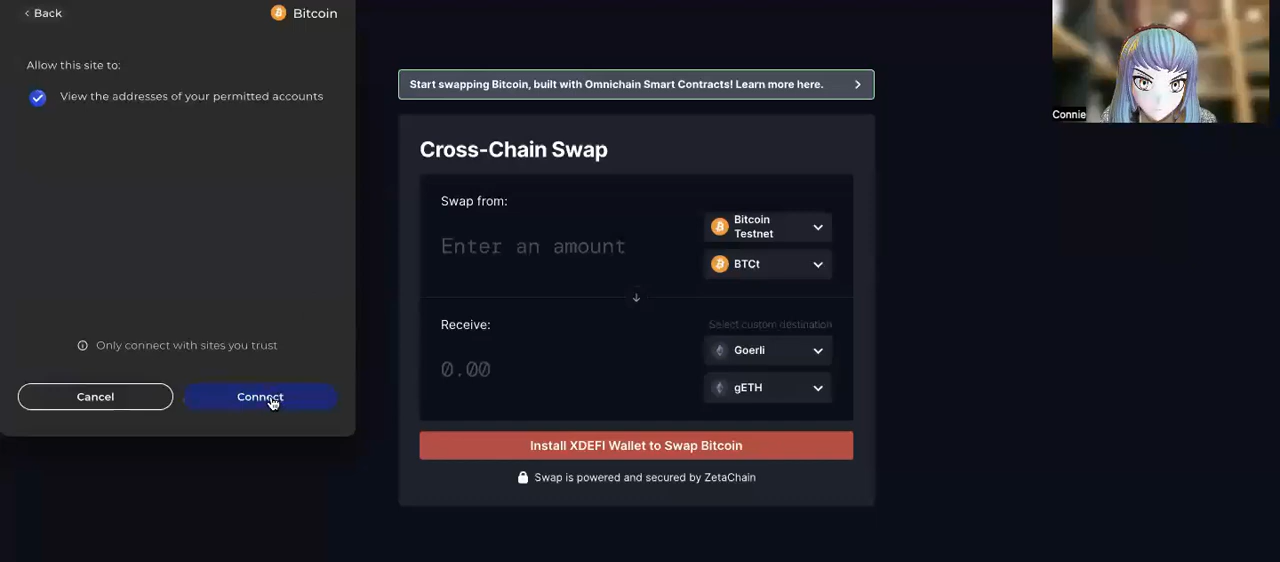 Back
Bitcoin
Allow this site to:
View the addresses of your permitted accounts
Only connect with sites you trust
Cancel
Connect
Start swapping Bitcoin, built with Omnichain Smart Contracts! Learn more here.
Cross-Chain Swap
Swap from:
Bitcoin
Testnet
Enter an amount
BTCt
Receive:
Select custom destination
Goerli
0.00
gETH
Install XDEFI Wallet to Swap Bitcoin
Swap is powered and secured by ZetaChain
Connie